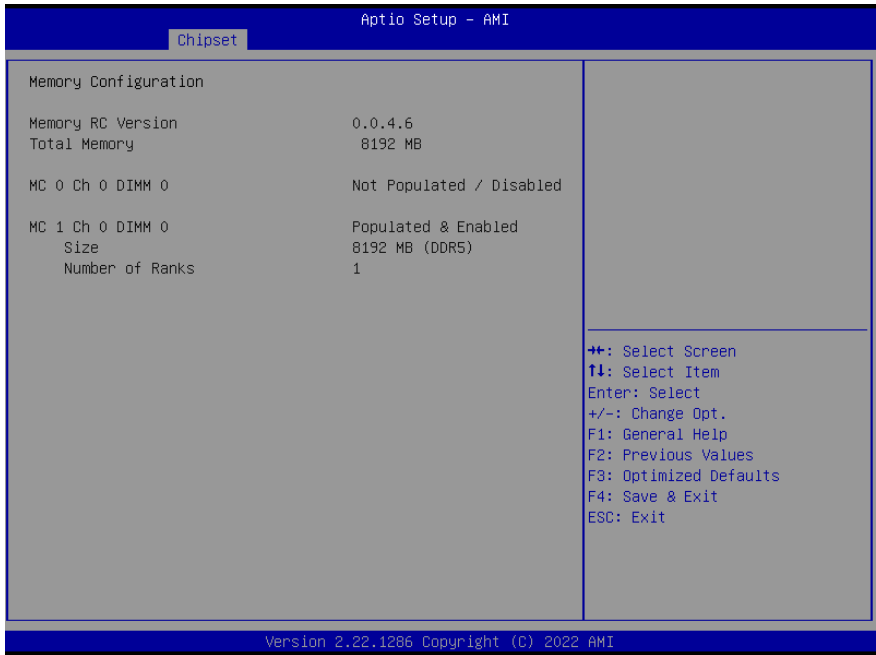 Aptio Setup – AMI
Chipset
Memory Configuration
Memory RC Version 0.0.4.6
Total Memory 8192 MB
MC 0 Ch 0 DIMM 0 Not Populated / Disabled
MC 1 Ch 0 DIMM 0 Populated & Enabled
Size 8192 MB (DDR5)
Number of Ranks 1
→←: Select Screen
↑↓: Select Item
Enter: Select
+/-: Change Opt.
F1: General Help
F2: Previous Values
F3: Optimized Defaults
F4: Save & Exit
ESC: Exit
Version 2.22.1286 Copyright (C) 2022 AMI